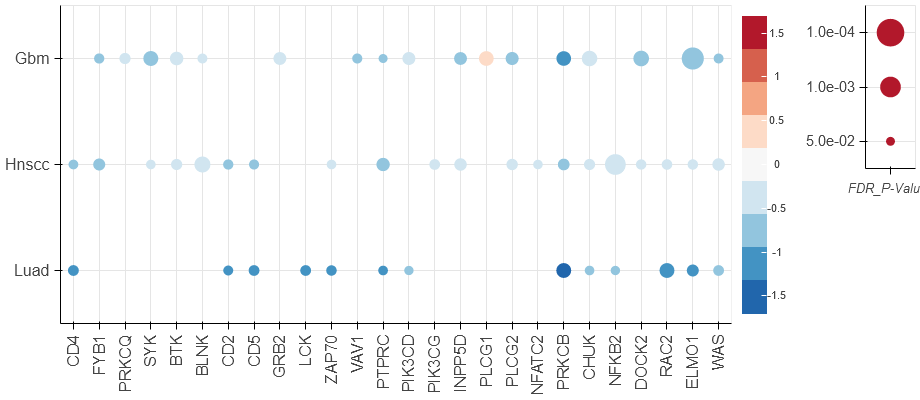 Gbm
Hnscc
Luad
CD4
FYB1
PRKCQ
SYK
BTK
BLNK
CD2
CD5
GRB2
LCK
ZAP70
VAV1
PTPRC
PIK3CD
PIK3CG
INPP5D
PLCG1
PLCG2
NFATC2
PRKCB
CHUK
NFKB2
DOCK2
RAC2
ELMO1
WAS
1.5
1
0.5
0
-0.5
-1
-1.5
1.0e-04
1.0e-03
5.0e-02
FDR_P-Valu